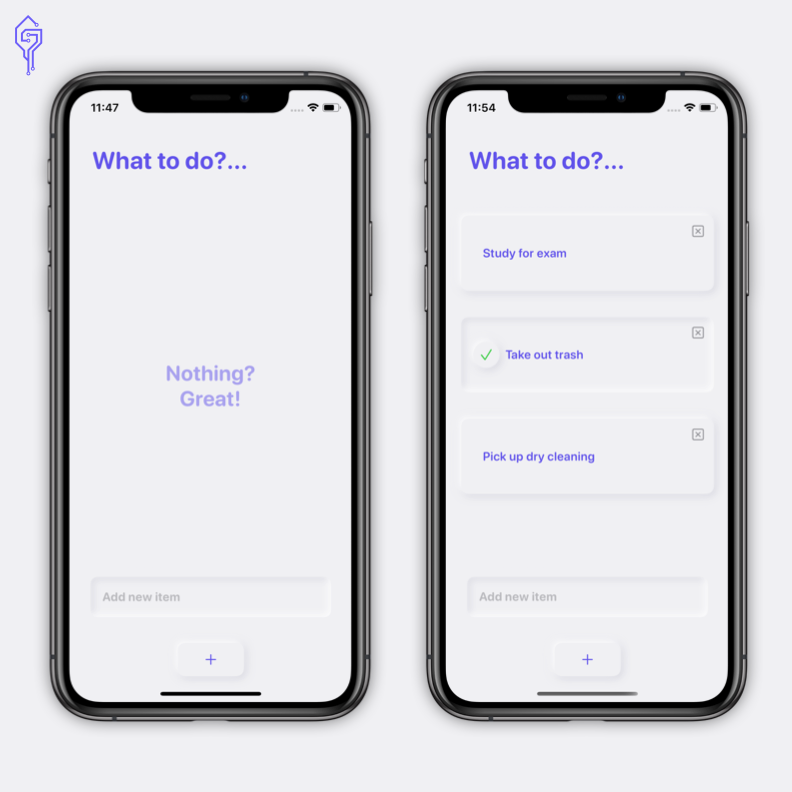 11:47
What to do?...
Nothing?
Great!
Add new item
+
11:54
What to do?...
Study for exam
Take out trash
Pick up dry cleaning
Add new item
+